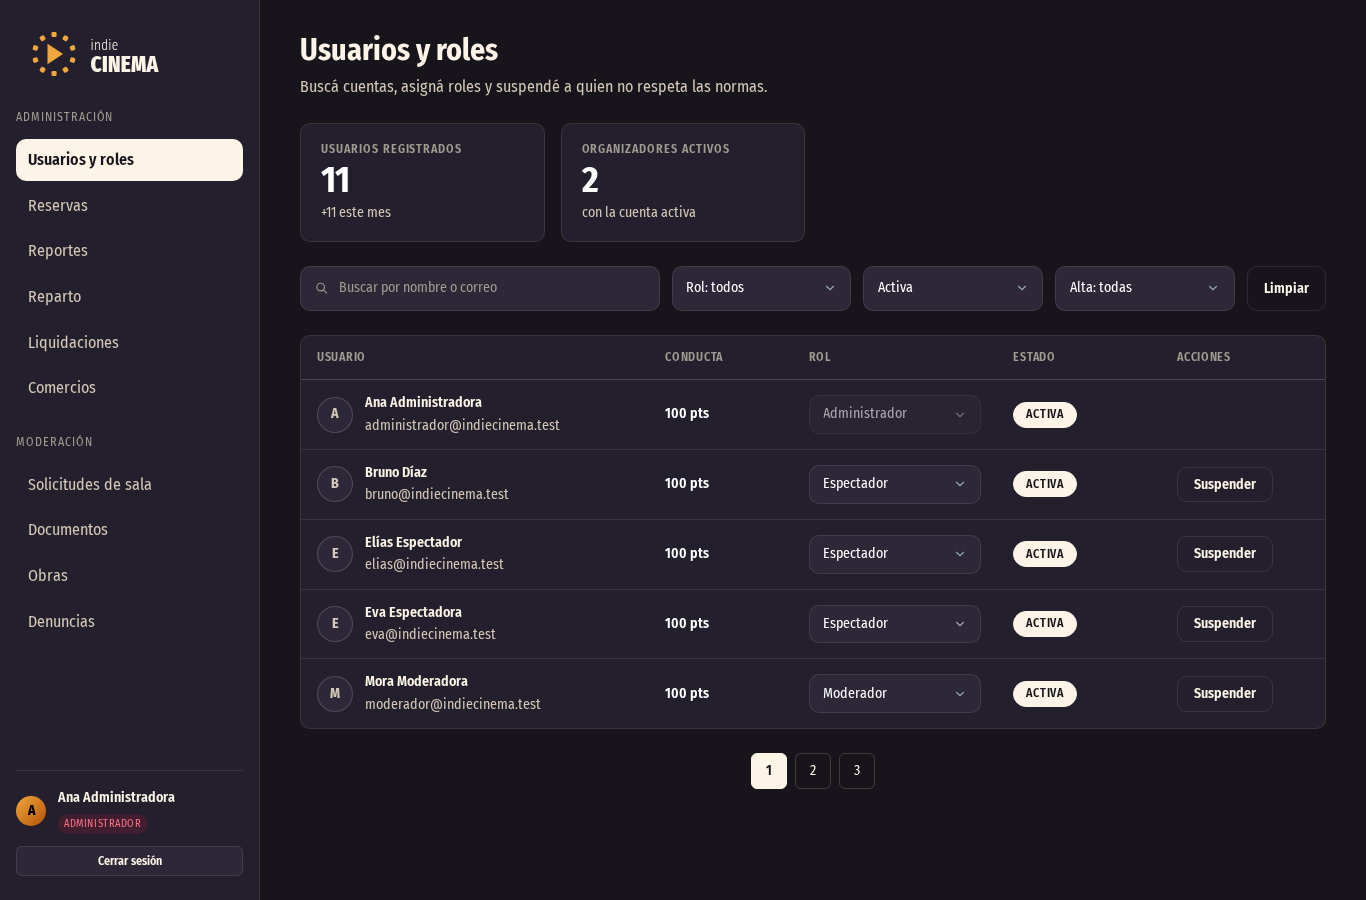 indie
CINEMA
ADMINISTRACIÓN
Usuarios y roles
Reservas
Reportes
Reparto
Liquidaciones
Comercios
MODERACIÓN
Solicitudes de sala
Documentos
Obras
Denuncias
A
Ana Administradora
ADMINISTRADOR
Cerrar sesión
Usuarios y roles
Buscá cuentas, asigná roles y suspendé a quien no respeta las normas.
USUARIOS REGISTRADOS
11
+11 este mes
ORGANIZADORES ACTIVOS
2
con la cuenta activa
Buscar por nombre o correo
Rol: todos
Activa
Alta: todas
Limpiar
USUARIO CONDUCTA ROL ESTADO ACCIONES
A
Ana Administradora
administrador@indiecinema.test
100 pts
Administrador
ACTIVA
B
Bruno Díaz
bruno@indiecinema.test
100 pts
Espectador
ACTIVA
Suspender
E
Elías Espectador
elias@indiecinema.test
100 pts
Espectador
ACTIVA
Suspender
E
Eva Espectadora
eva@indiecinema.test
100 pts
Espectador
ACTIVA
Suspender
M
Mora Moderadora
moderador@indiecinema.test
100 pts
Moderador
ACTIVA
Suspender
1 2 3